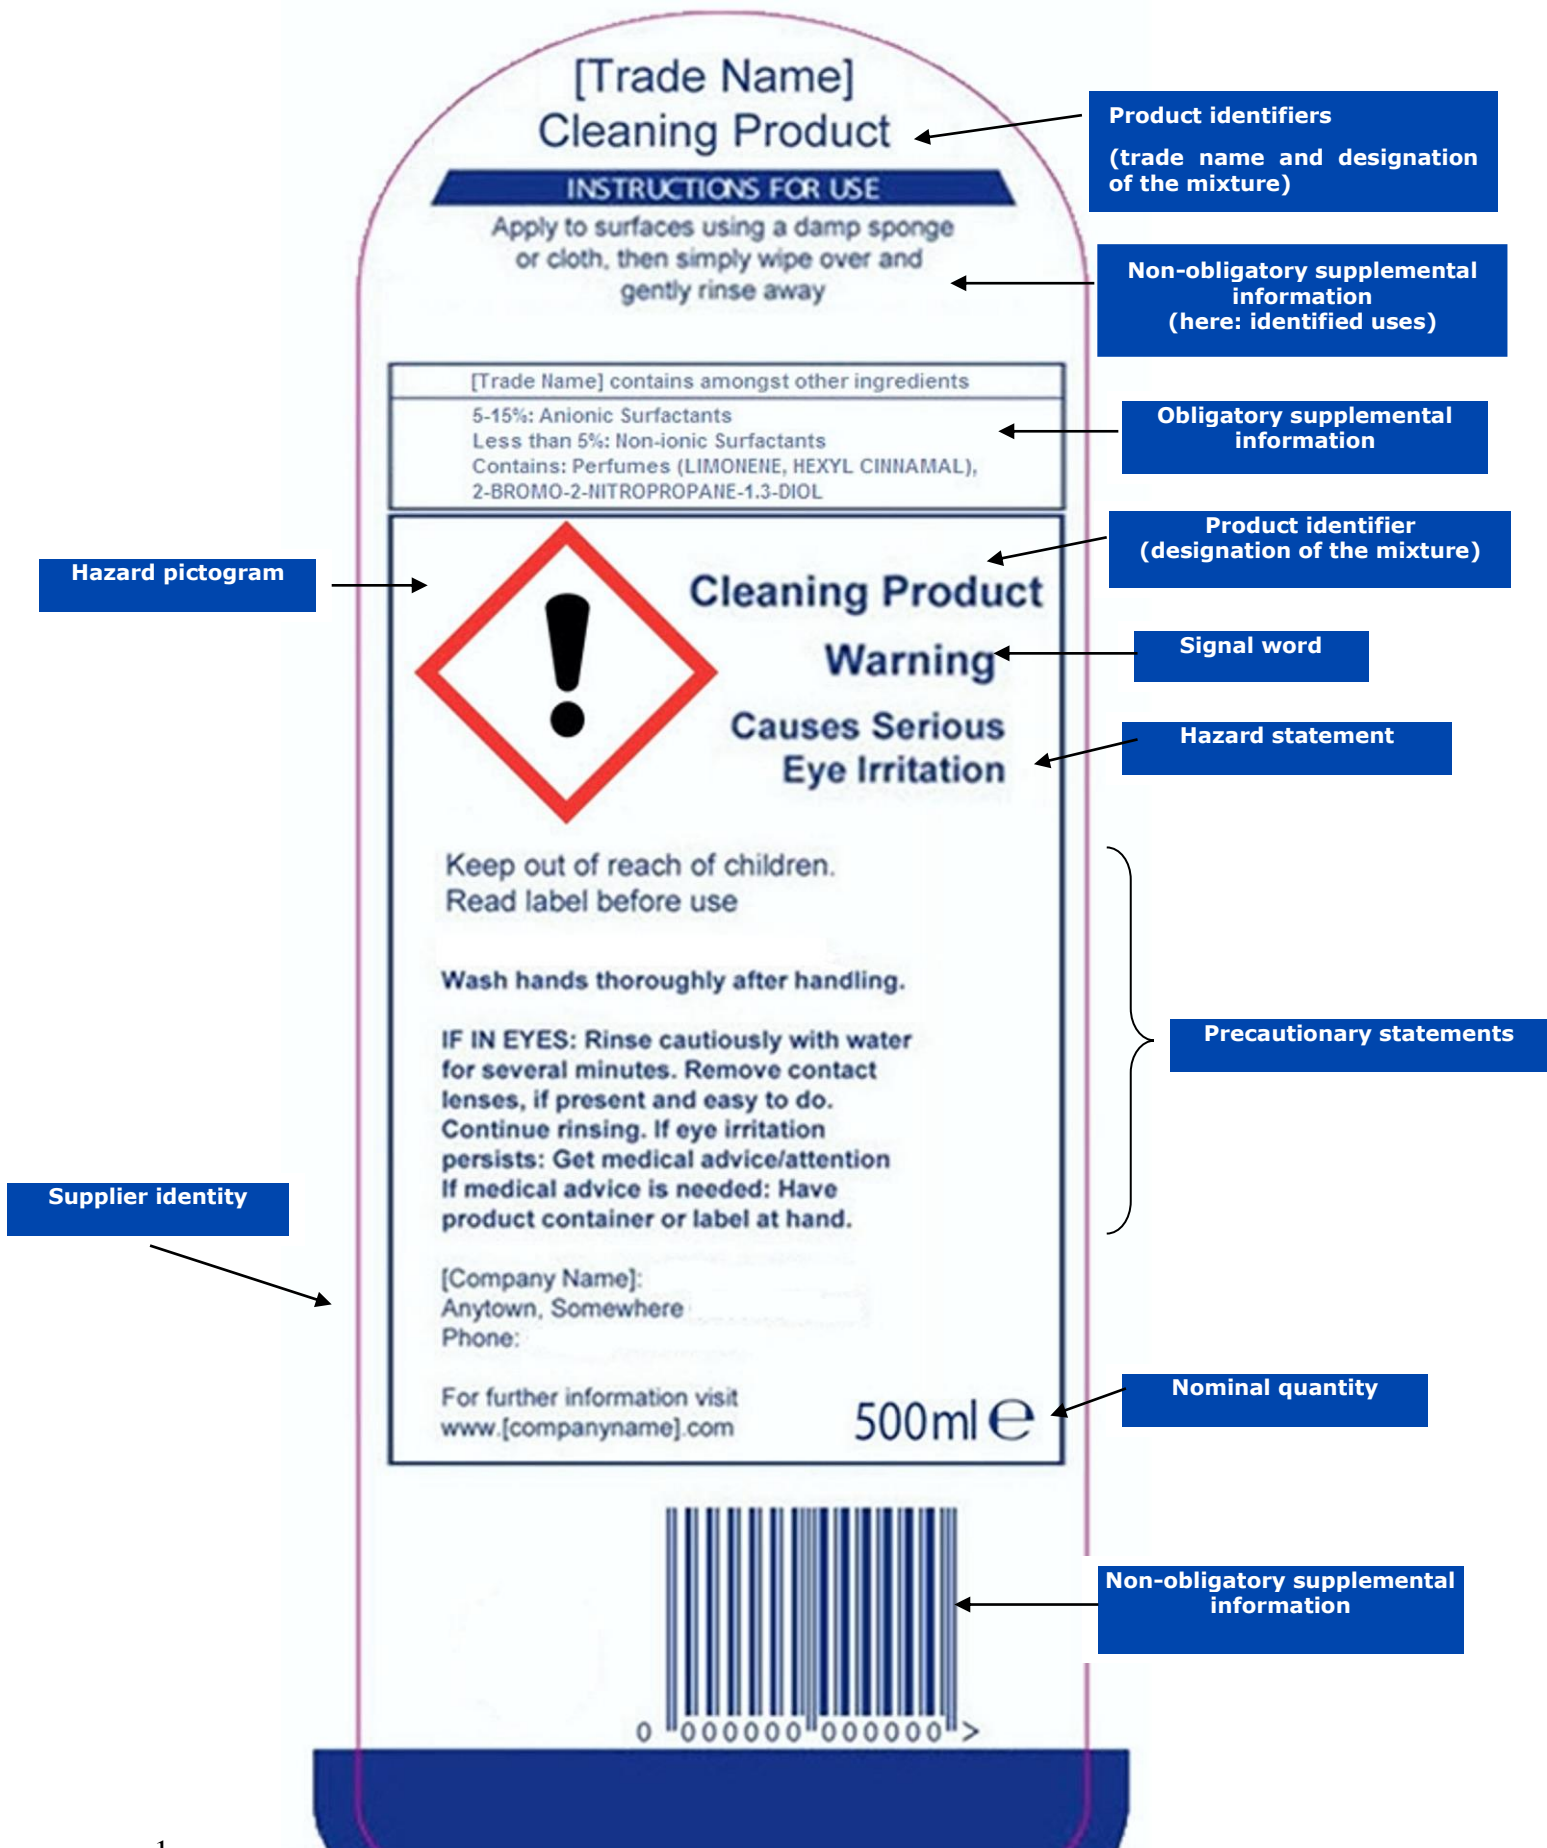 [Trade Name]
Cleaning Product
Product identifiers
(trade name and designation
of the mixture)
INSTRUCTIONS FOR USE
Apply to surfaces using a damp sponge
or cloth, then simply wipe over and
gently rinse away
Non-obligatory supplemental
information
(here: identified uses)
[Trade Name] contains amongst other ingredients
5-15%: Anionic Surfactants
Less than 5%: Non-ionic Surfactants
Contains: Perfumes (LIMONENE, HEXYL CINNAMAL),
2-BROMO-2-NITROPROPANE-1.3-DIOL
Obligatory supplemental
information
Product identifier
(designation of the mixture)
Hazard pictogram
Cleaning Product
Warning
Signal word
Causes Serious
Eye Irritation
Hazard statement
Keep out of reach of children.
Read label before use
Wash hands thoroughly after handling.
IF IN EYES: Rinse cautiously with water
for several minutes. Remove contact
lenses, if present and easy to do.
Continue rinsing. If eye irritation
persists: Get medical advice/attention
If medical advice is needed: Have
product container or label at hand.
Precautionary statements
Supplier identity
[Company Name]:
Anytown, Somewhere
Phone:
For further information visit
www.[companyname].com
500ml ℮
Nominal quantity
Non-obligatory supplemental
information
0 000000 000000 >
1